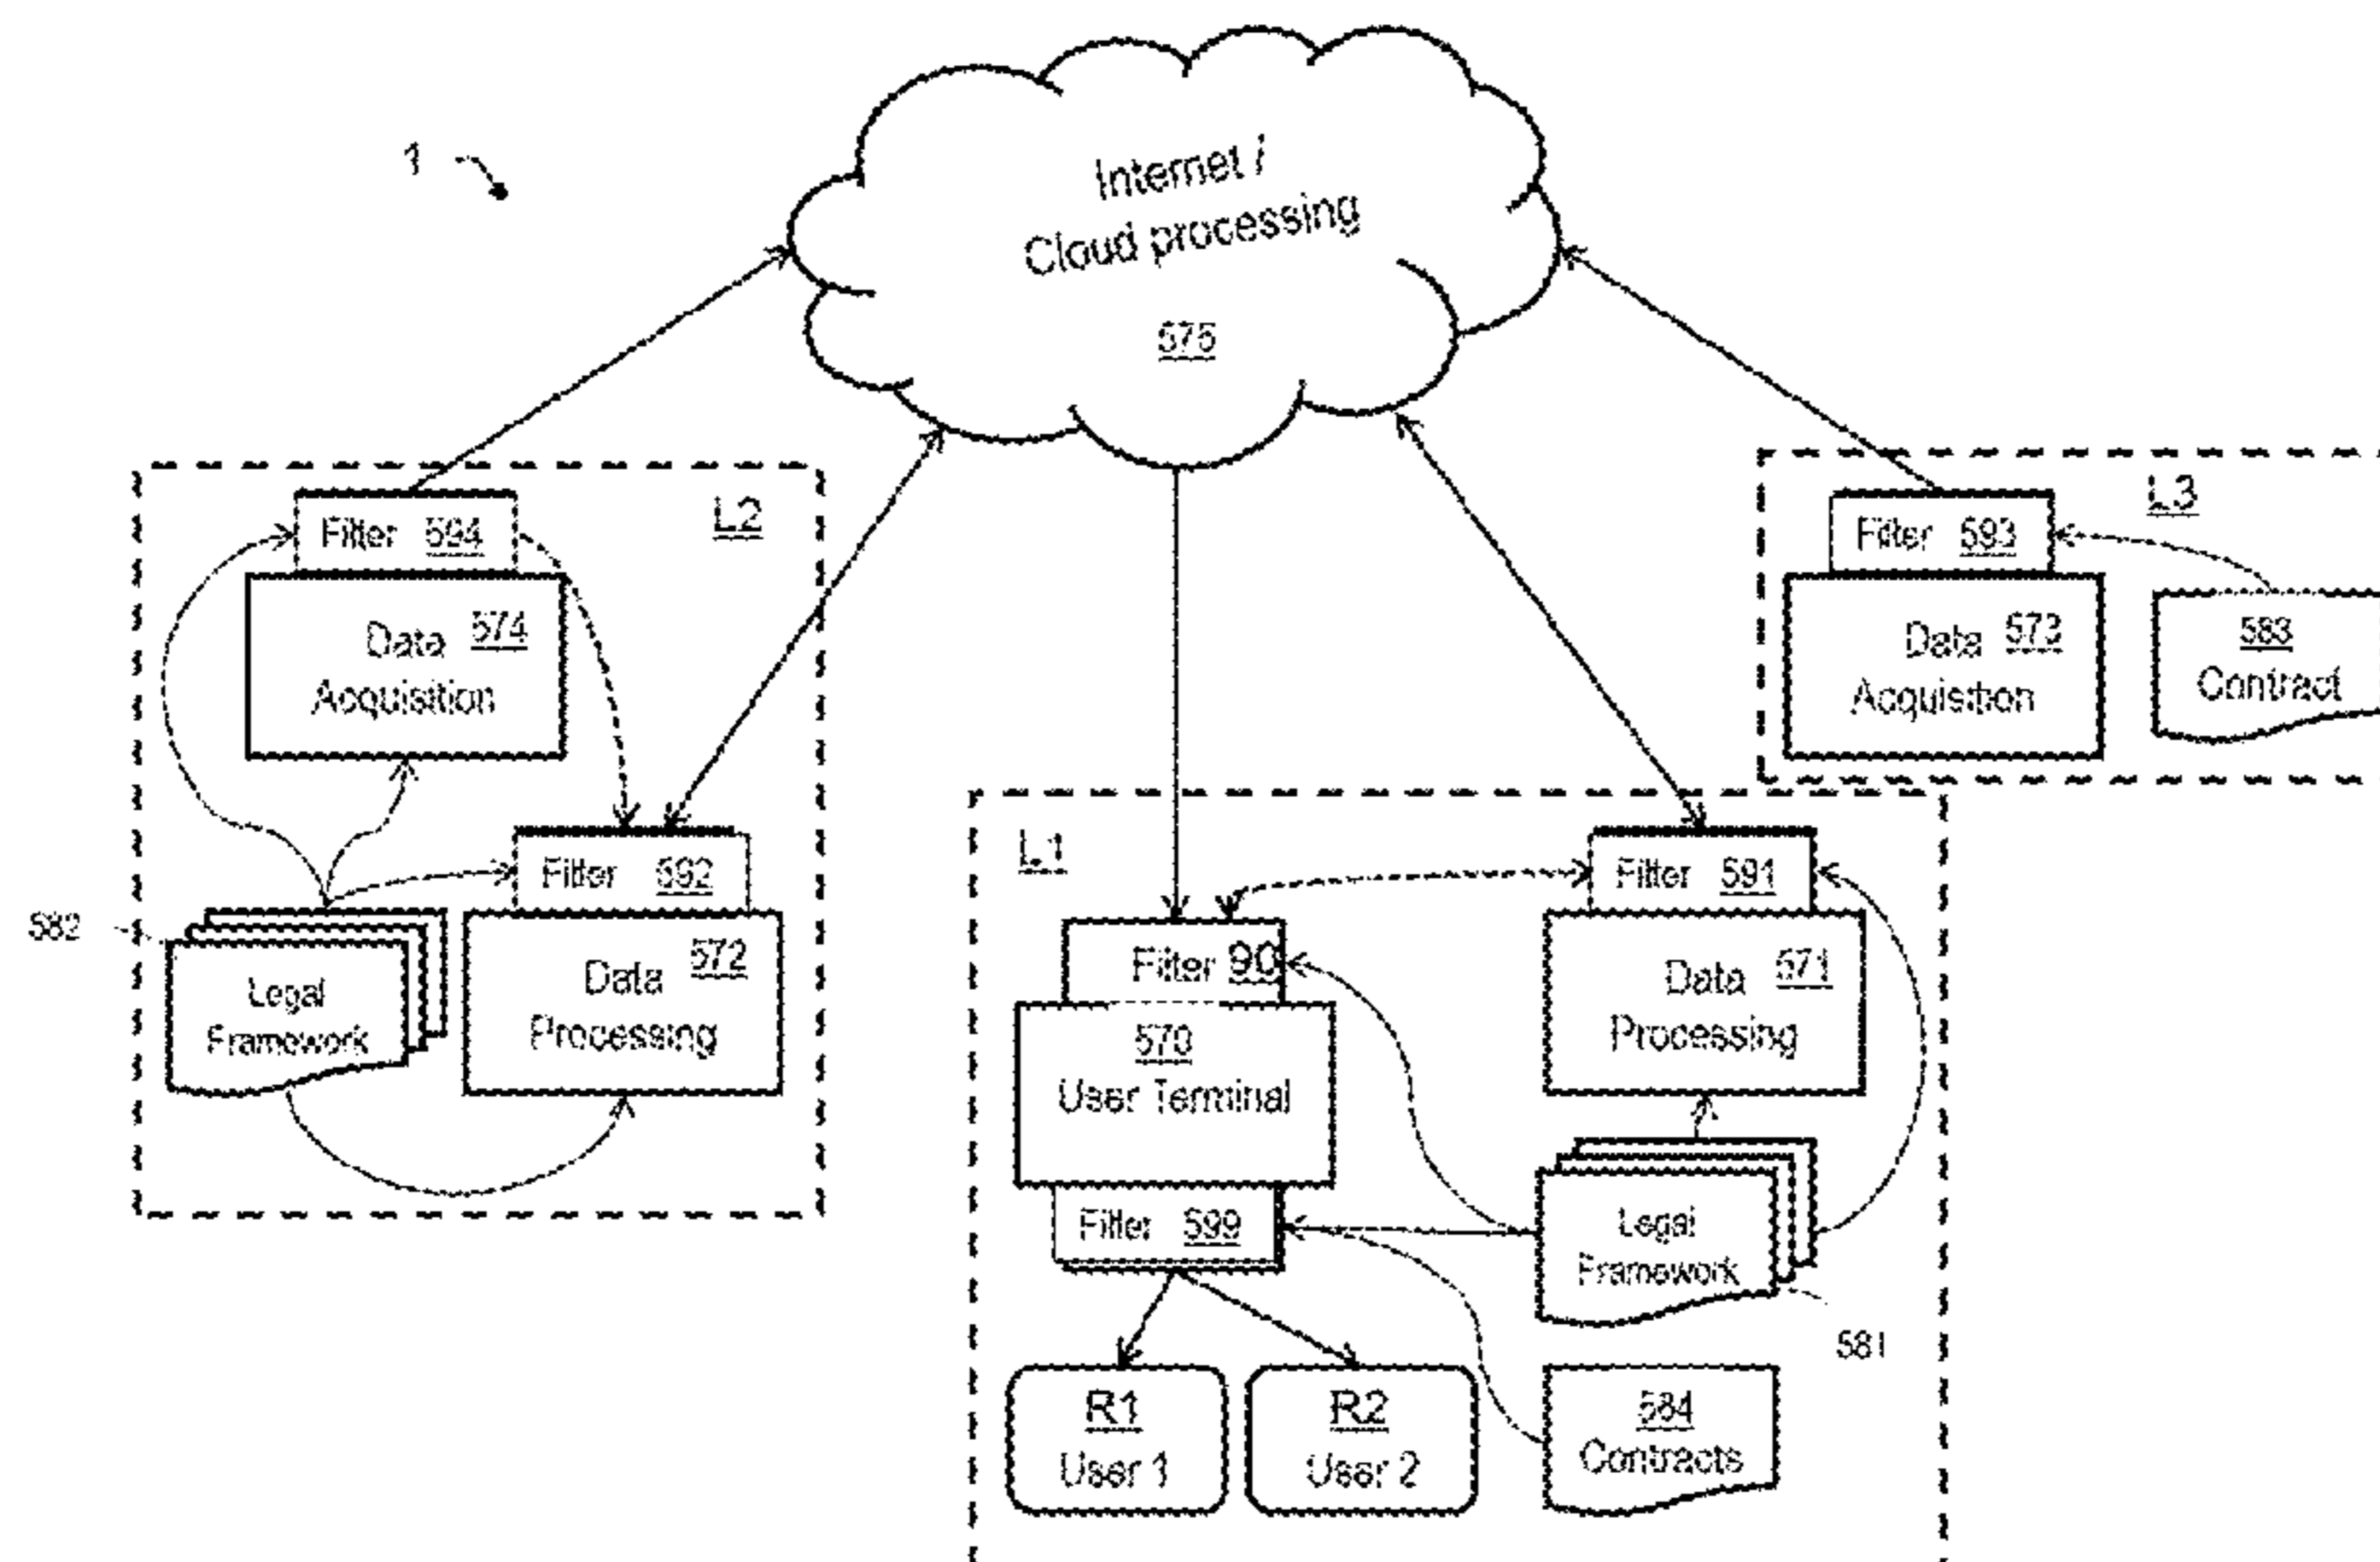 1
Internet /
Cloud processing
575
L2
Filter 594
Data 574
Acquisition
Filter 592
Data 572
Processing
582
Legal
Framework
L3
Filter 593
Data 573
Acquisition
583
Contract
L1
Filter 90
570
User Terminal
Filter 599
Filter 591
Data 571
Processing
Legal
Framework
581
R1
User 1
R2
User 2
584
Contracts